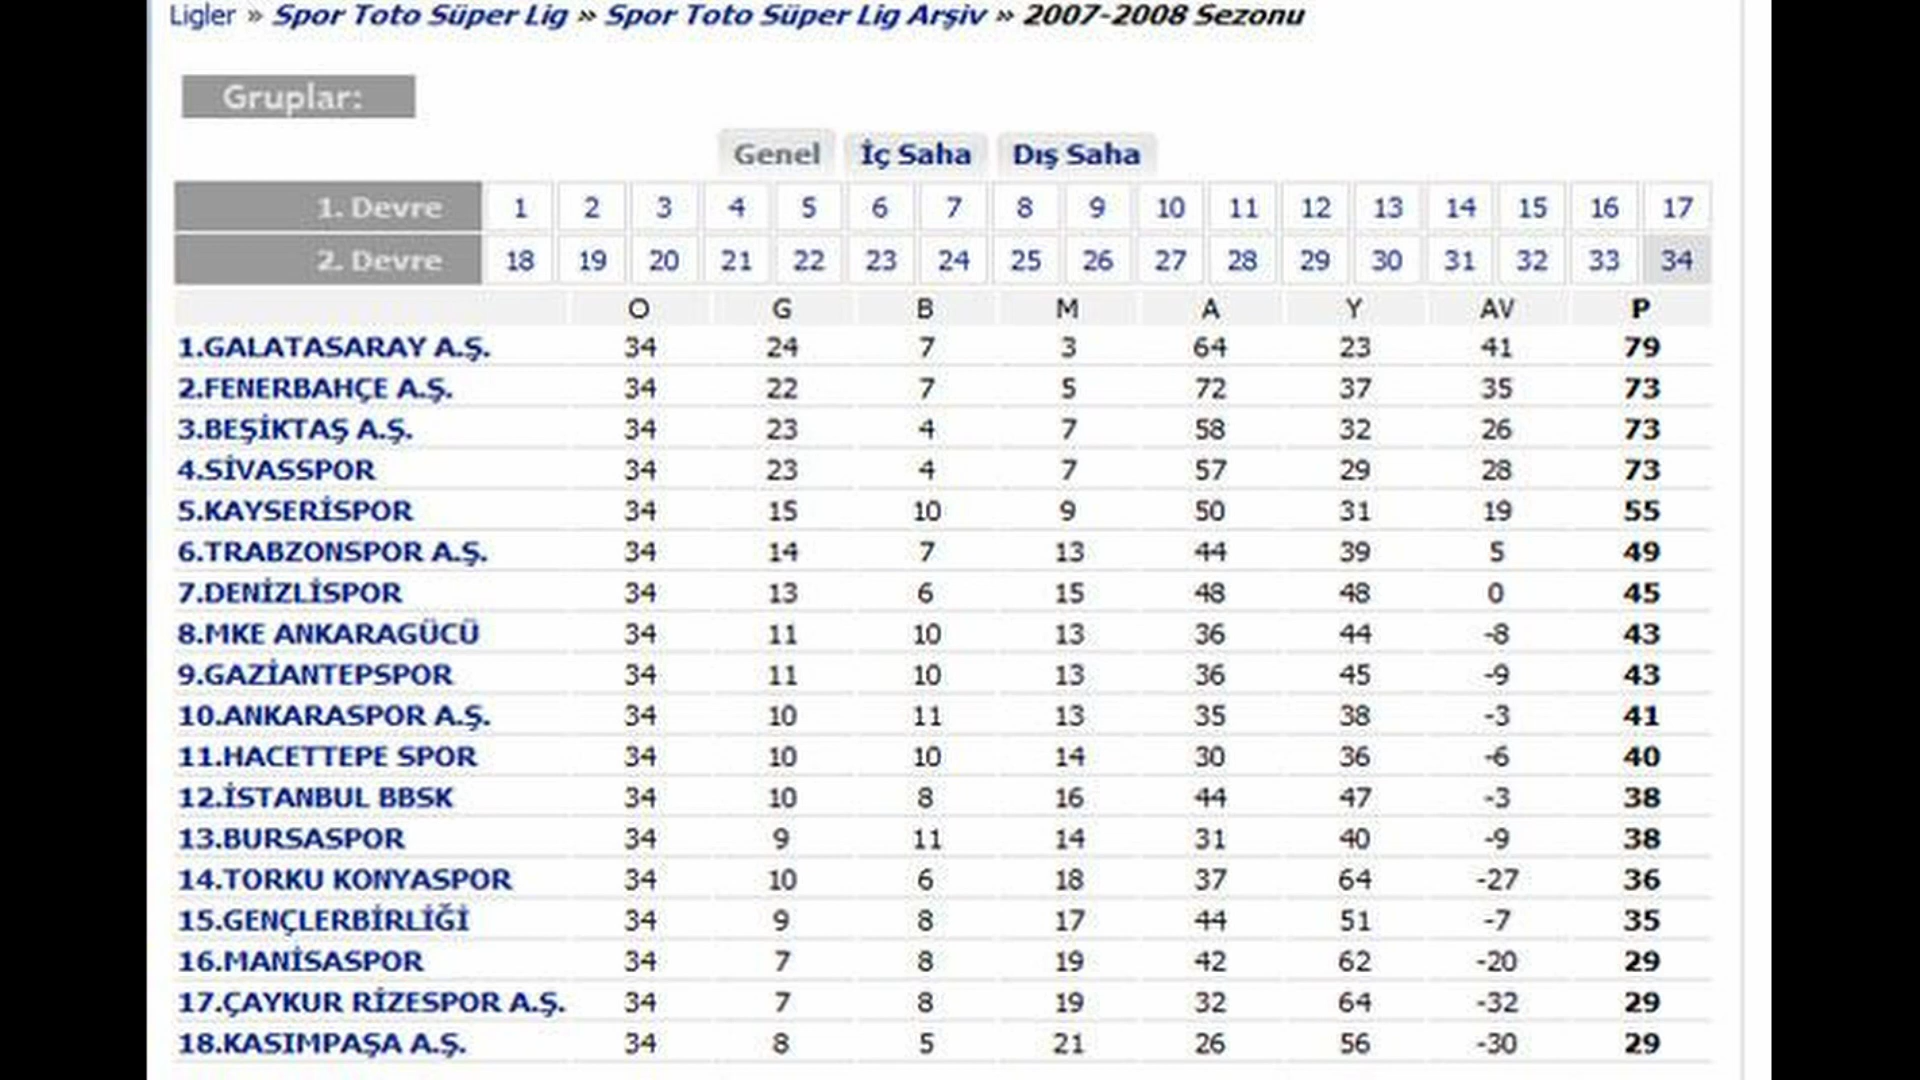 Ligler » Spor Toto Süper Lig » Spor Toto Süper Lig Arşiv » 2007-2008 Sezonu
Gruplar:
Genel İç Saha Dış Saha
1. Devre 1 2 3 4 5 6 7 8 9 10 11 12 13 14 15 16 17
2. Devre 18 19 20 21 22 23 24 25 26 27 28 29 30 31 32 33 34
O G B M A Y AV P
1.GALATASARAY A.Ş. 34 24 7 3 64 23 41 79
2.FENERBAHÇE A.Ş. 34 22 7 5 72 37 35 73
3.BEŞİKTAŞ A.Ş. 34 23 4 7 58 32 26 73
4.SİVASSPOR 34 23 4 7 57 29 28 73
5.KAYSERİSPOR 34 15 10 9 50 31 19 55
6.TRABZONSPOR A.Ş. 34 14 7 13 44 39 5 49
7.DENİZLİSPOR 34 13 6 15 48 48 0 45
8.MKE ANKARAGÜCÜ 34 11 10 13 36 44 -8 43
9.GAZİANTEPSPOR 34 11 10 13 36 45 -9 43
10.ANKARASPOR A.Ş. 34 10 11 13 35 38 -3 41
11.HACETTEPE SPOR 34 10 10 14 30 36 -6 40
12.İSTANBUL BBSK 34 10 8 16 44 47 -3 38
13.BURSASPOR 34 9 11 14 31 40 -9 38
14.TORKU KONYASPOR 34 10 6 18 37 64 -27 36
15.GENÇLERBİRLİĞİ 34 9 8 17 44 51 -7 35
16.MANİSASPOR 34 7 8 19 42 62 -20 29
17.ÇAYKUR RİZESPOR A.Ş. 34 7 8 19 32 64 -32 29
18.KASIMPAŞA A.Ş. 34 8 5 21 26 56 -30 29